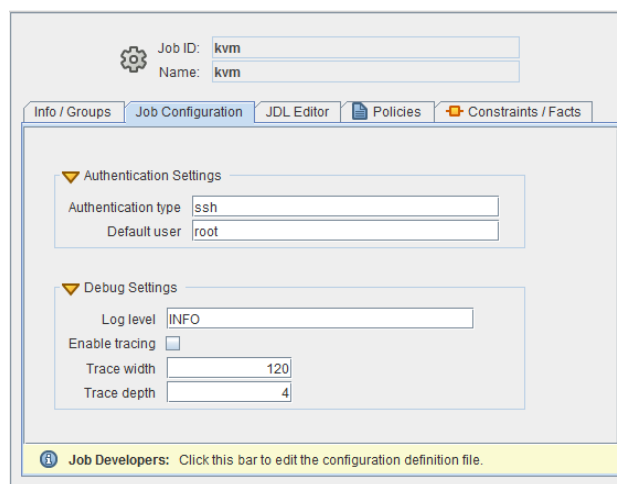 Job ID: kvm
Name: kvm
Info / Groups Job Configuration JDL Editor Policies Constraints / Facts
Authentication Settings
Authentication type ssh
Default user root
Debug Settings
Log level INFO
Enable tracing
Trace width 120
Trace depth 4
Job Developers: Click this bar to edit the configuration definition file.